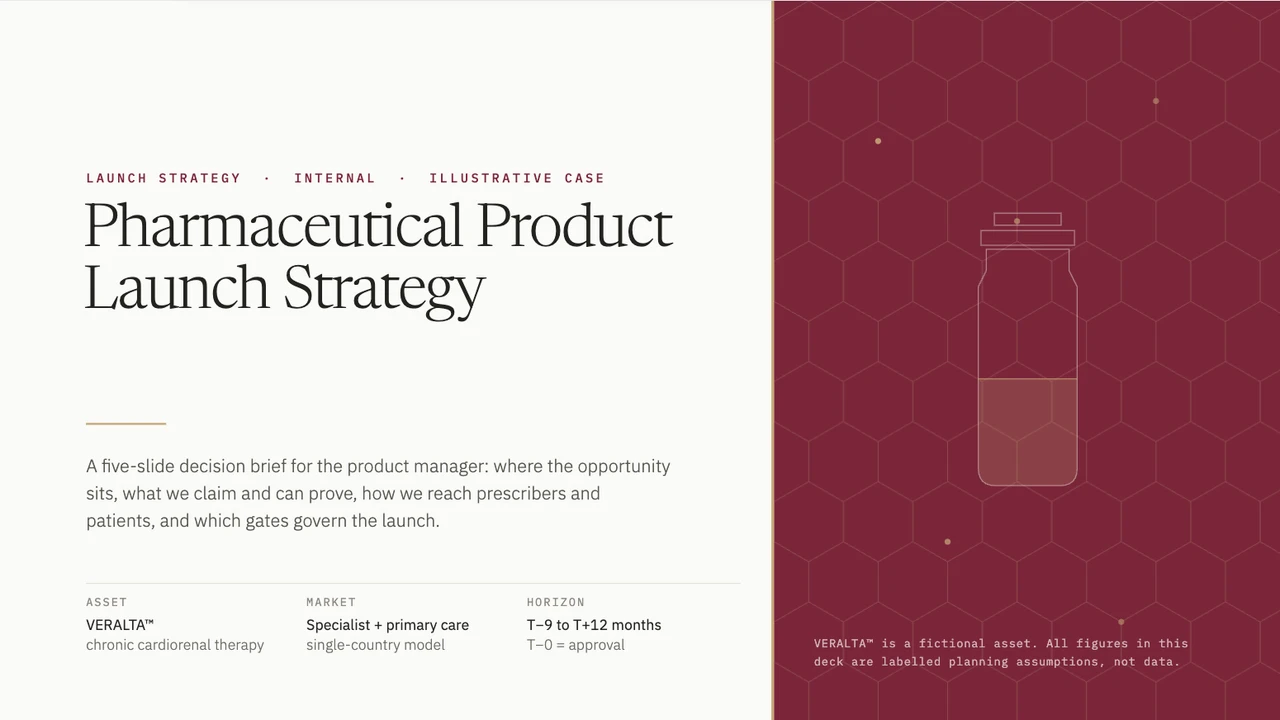 LAUNCH STRATEGY · INTERNAL · ILLUSTRATIVE CASE
Pharmaceutical Product
Launch Strategy
A five-slide decision brief for the product manager: where the opportunity
sits, what we claim and can prove, how we reach prescribers and
patients, and which gates govern the launch.
ASSET
VERALTA™
chronic cardiorenal therapy
MARKET
Specialist + primary care
single-country model
HORIZON
T−9 to T+12 months
T−0 = approval
VERALTA™ is a fictional asset. All figures in this
deck are labelled planning assumptions, not data.